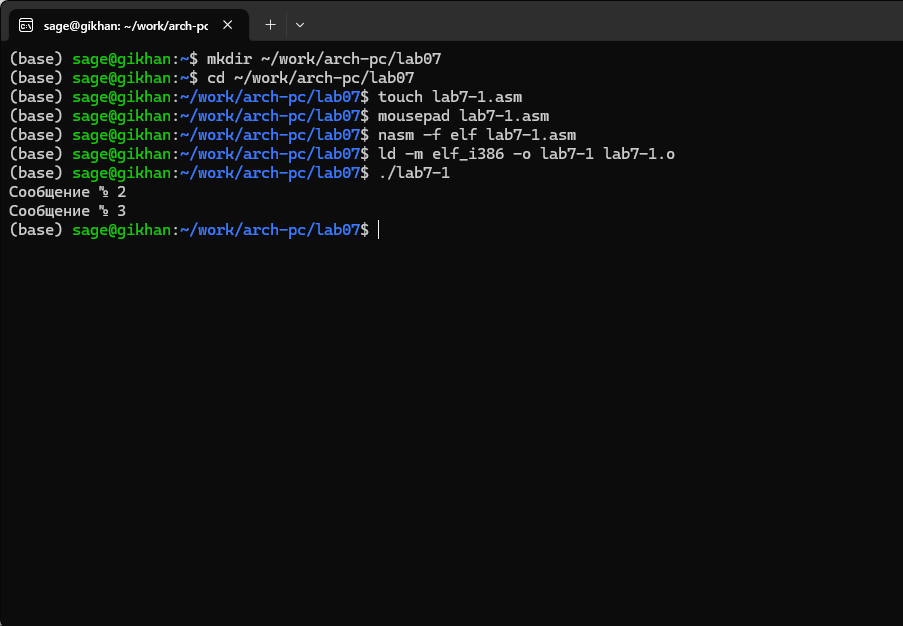 sage@gikhan: ~/work/arch-pc
(base) sage@gikhan:~$ mkdir ~/work/arch-pc/lab07
(base) sage@gikhan:~$ cd ~/work/arch-pc/lab07
(base) sage@gikhan:~/work/arch-pc/lab07$ touch lab7-1.asm
(base) sage@gikhan:~/work/arch-pc/lab07$ mousepad lab7-1.asm
(base) sage@gikhan:~/work/arch-pc/lab07$ nasm -f elf lab7-1.asm
(base) sage@gikhan:~/work/arch-pc/lab07$ ld -m elf_i386 -o lab7-1 lab7-1.o
(base) sage@gikhan:~/work/arch-pc/lab07$ ./lab7-1
Сообщение № 2
Сообщение № 3
(base) sage@gikhan:~/work/arch-pc/lab07$